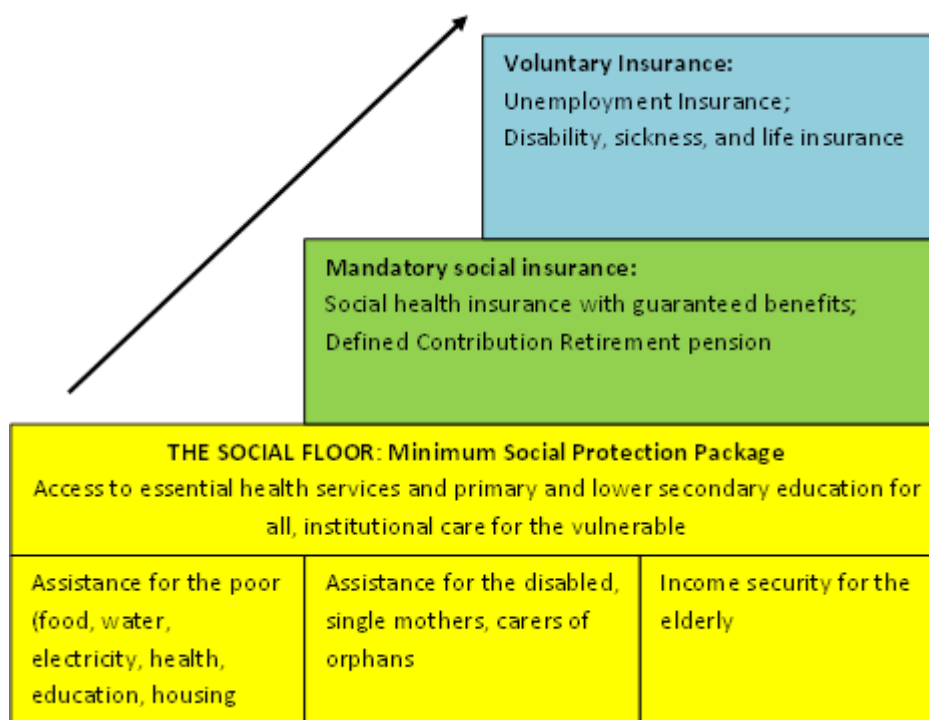 Voluntary Insurance:
Unemployment Insurance;
Disability, sickness, and life insurance
Mandatory social insurance:
Social health insurance with guaranteed benefits;
Defined Contribution Retirement pension
THE SOCIAL FLOOR: Minimum Social Protection Package
Access to essential health services and primary and lower secondary education for
all, institutional care for the vulnerable
Assistance for the poor
(food, water,
electricity, health,
education, housing
Assistance for the disabled,
single mothers, carers of
orphans
Income security for the
elderly